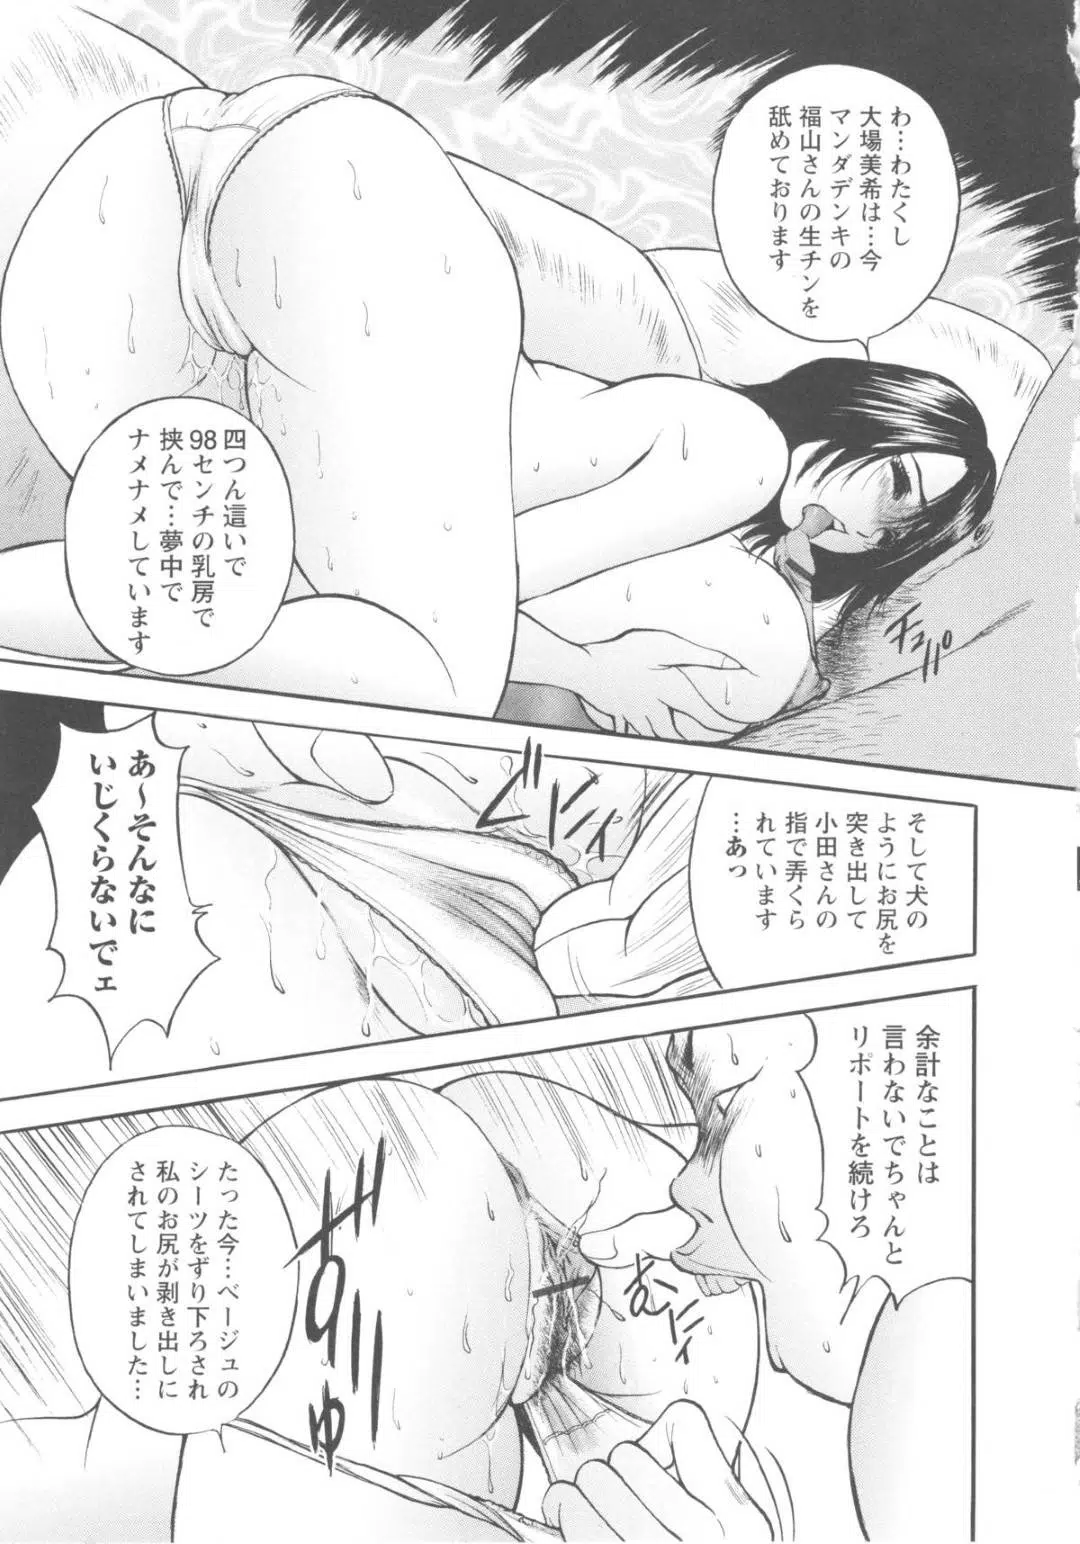 わ…わたくし
大場美希は…今
マンダデンキの
福山さんの生チンを
舐めております
四つん這いで
98センチの乳房で
挟んで…夢中で
ナメナメしています
チュパ
そして犬の
ようにお尻を
突き出して
小田さんの
指で弄くら
れています
…あっ
あ〜そんなに
いじくらないでェ
余計なことは
言わないでちゃんと
リポートを続けろ
むにっ
たった今…ベージュの
シーツをずり下ろされ
私のお尻が剥き出しに
されてしまいました…